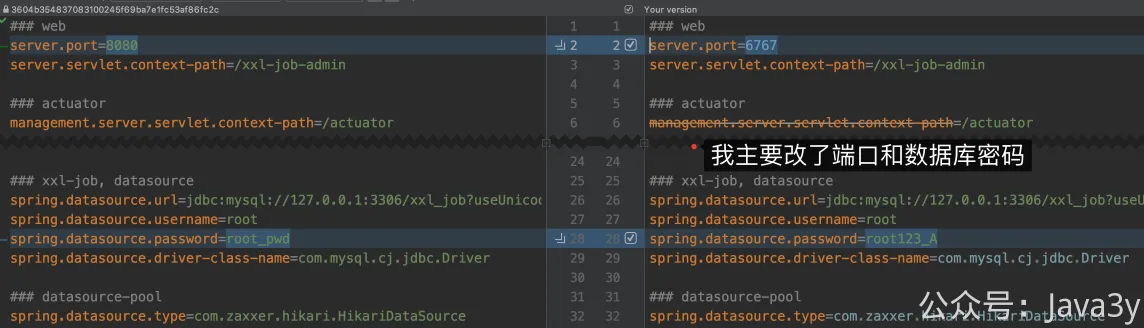 3604b354837083100245f69ba7e1fc53af86fc2c
Your version
### web
server.port=8080
server.servlet.context-path=/xxl-job-admin
### actuator
management.server.servlet.context-path=/actuator
### xxl-job, datasource
spring.datasource.url=jdbc:mysql://127.0.0.1:3306/xxl_job?useUnicod
spring.datasource.username=root
spring.datasource.password=root_pwd
spring.datasource.driver-class-name=com.mysql.cj.jdbc.Driver
### datasource-pool
spring.datasource.type=com.zaxxer.hikari.HikariDataSource
1 1
2 2
3 3
4 4
5 5
6 6
24 24
25 25
26 26
27 27
28 28
29 29
30 30
31 31
32 32
### web
server.port=6767
server.servlet.context-path=/xxl-job-admin
### actuator
management.server.servlet.context-path=/actuator
我主要改了端口和数据库密码
### xxl-job, datasource
spring.datasource.url=jdbc:mysql://127.0.0.1:3306/xxl_job?useU
spring.datasource.username=root
spring.datasource.password=root123_A
spring.datasource.driver-class-name=com.mysql.cj.jdbc.Driver
### datasource-pool
spring.datasource.type=com.zaxxer.hikari.HikariDataSource
公众号：Java3y